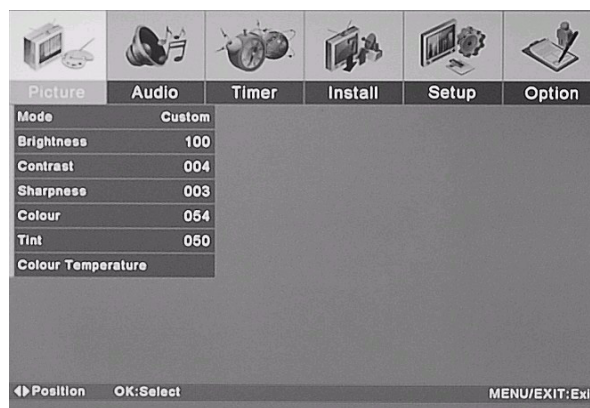 Picture Audio Timer Install Setup Option
Mode Custom
Brightness 100
Contrast 004
Sharpness 003
Colour 054
Tint 050
Colour Temperature
Position OK:Select MENU/EXIT:Exi